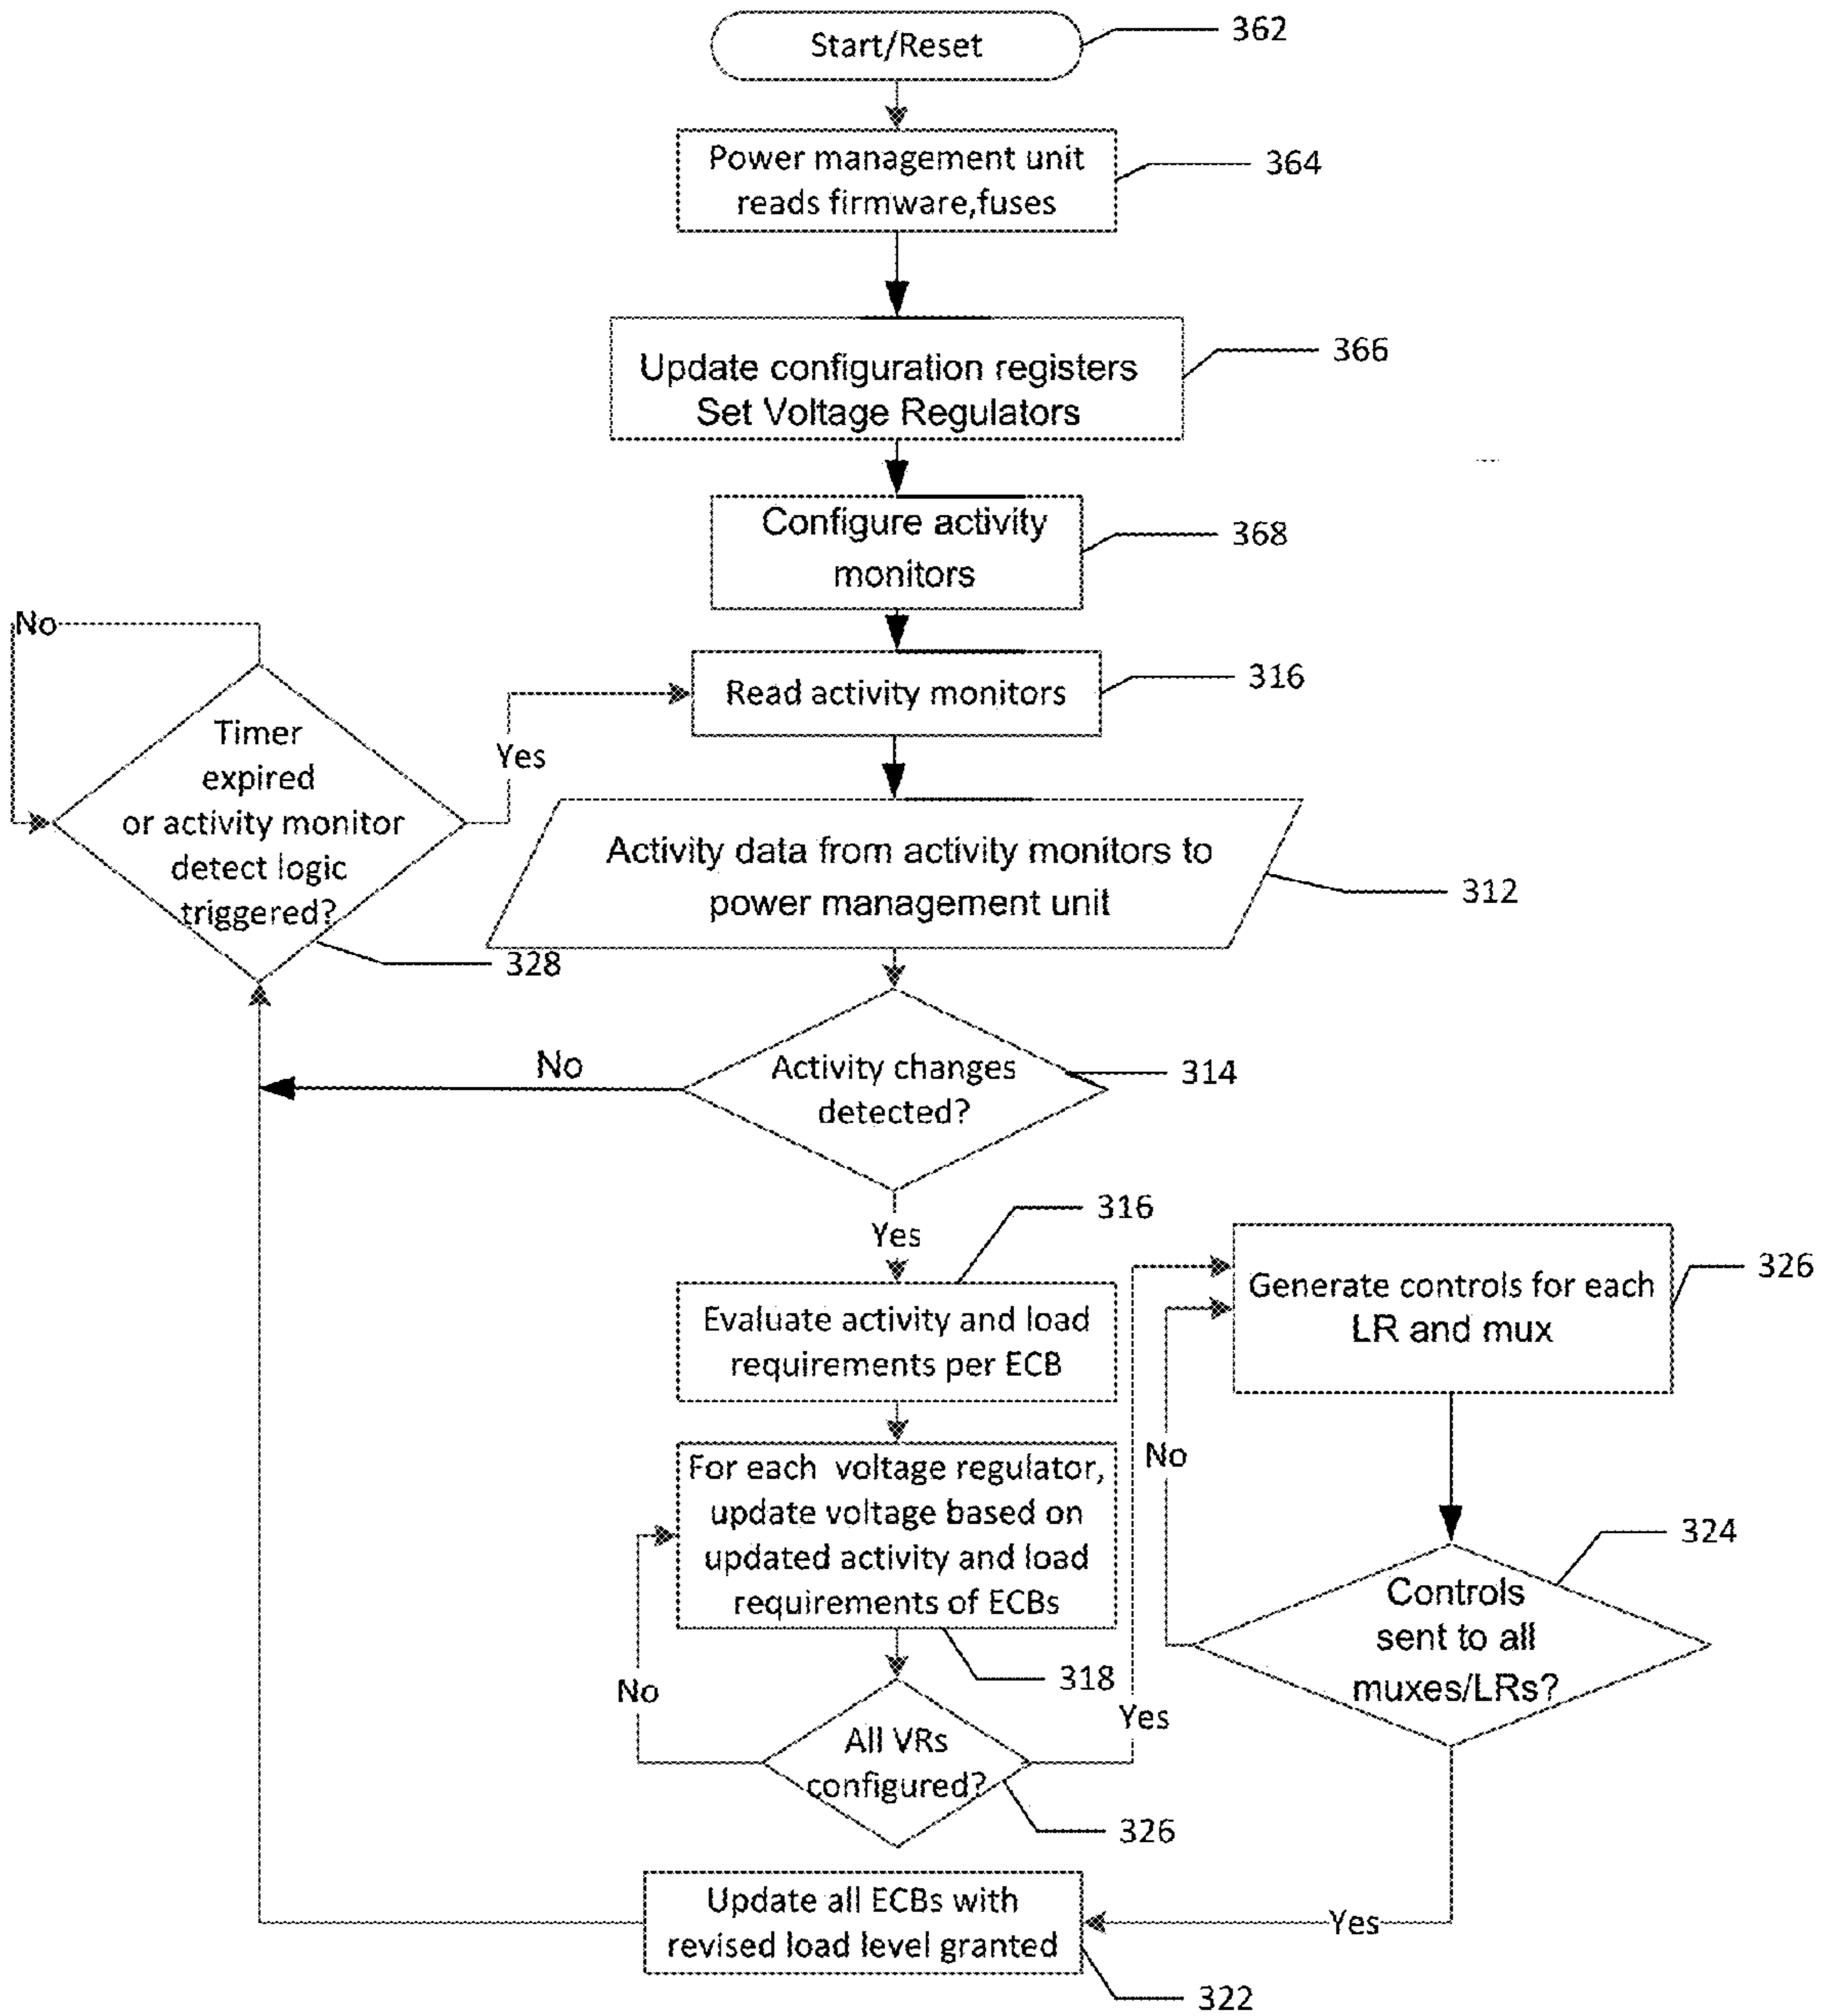 Start/Reset
362
Power management unit
reads firmware,fuses
364
Update configuration registers
Set Voltage Regulators
366
Configure activity
monitors
368
No
Read activity monitors
316
Timer
expired
or activity monitor
detect logic
triggered?
328
Yes
Activity data from activity monitors to
power management unit
312
Activity changes
detected?
314
No
Yes
316
Evaluate activity and load
requirements per ECB
For each voltage regulator,
update voltage based on
updated activity and load
requirements of ECBs
318
No
All VRs
configured?
326
Yes
Generate controls for each
LR and mux
326
No
Controls
sent to all
muxes/LRs?
324
Yes
Update all ECBs with
revised load level granted
322